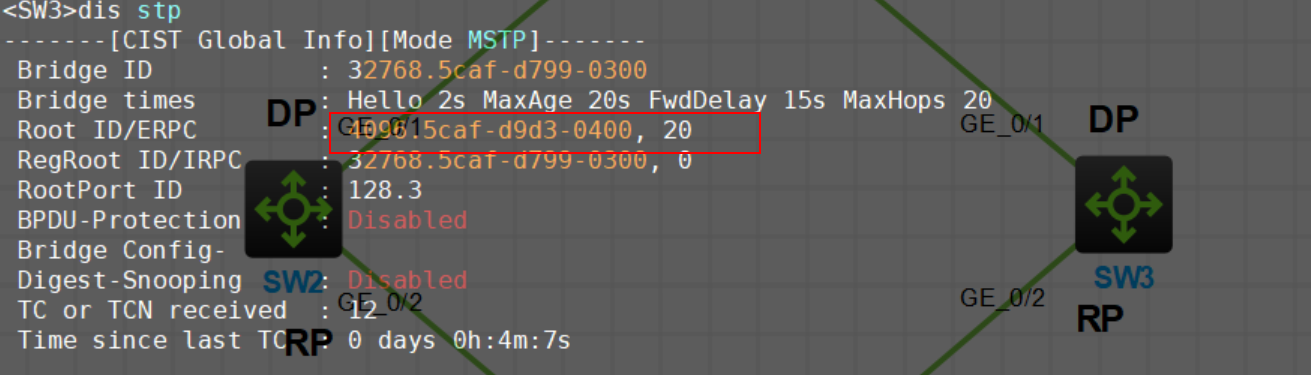 <SW3>dis stp
-------[CIST Global Info][Mode MSTP]-------
Bridge ID : 32768.5caf-d799-0300
Bridge times : Hello 2s MaxAge 20s FwdDelay 15s MaxHops 20
Root ID/ERPC : 4096.5caf-d9d3-0400, 20
RegRoot ID/IRPC : 32768.5caf-d799-0300, 0
RootPort ID : 128.3
BPDU-Protection : Disabled
Bridge Config-
Digest-Snooping : Disabled
TC or TCN received : 12
Time since last TC : 0 days 0h:4m:7s
DP
GE_0/1
SW2
GE_0/2
RP
GE_0/1
DP
SW3
GE_0/2
RP